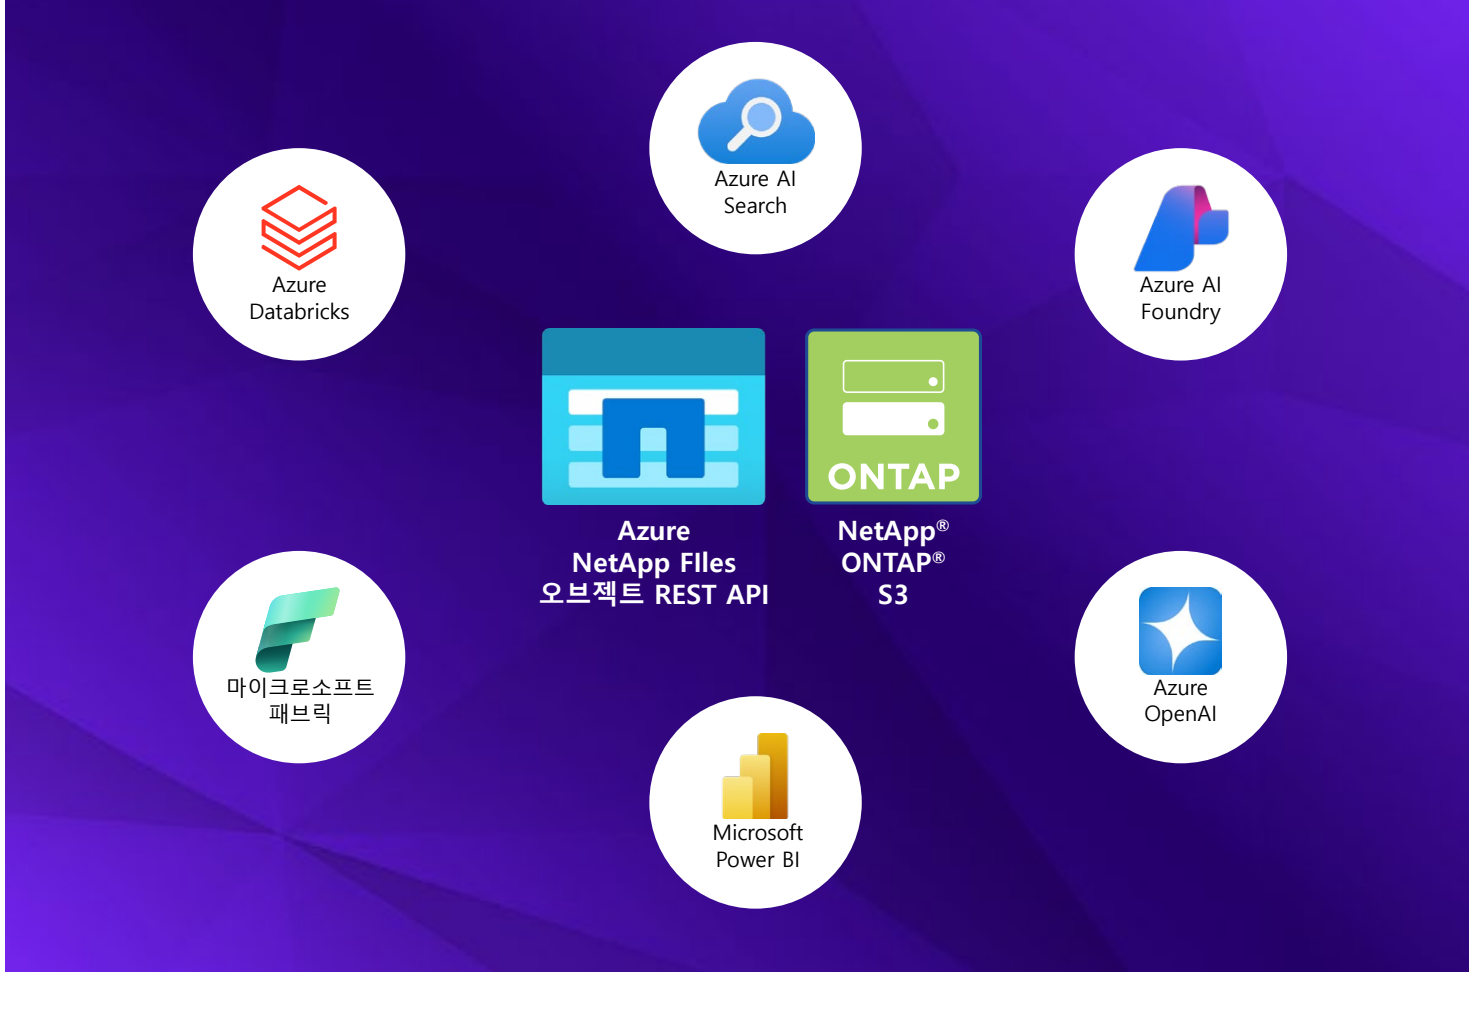 Azure AI
Search
Azure
Databricks
Azure AI
Foundry
ONTAP
Azure
NetApp FIles
오브젝트 REST API
NetApp®
ONTAP®
S3
마이크로소프트
패브릭
Azure
OpenAI
Microsoft
Power BI